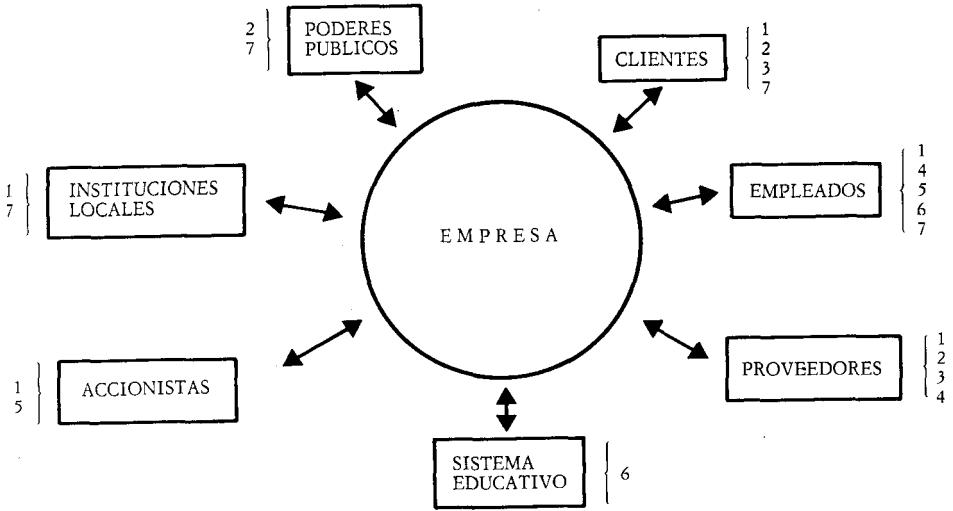 2
7
PODERES
PUBLICOS
CLIENTES
1
2
3
7
1
7
INSTITUCIONES
LOCALES
EMPRESA
EMPLEADOS
1
4
5
6
7
1
5
ACCIONISTAS
PROVEEDORES
1
2
3
4
SISTEMA
EDUCATIVO
6